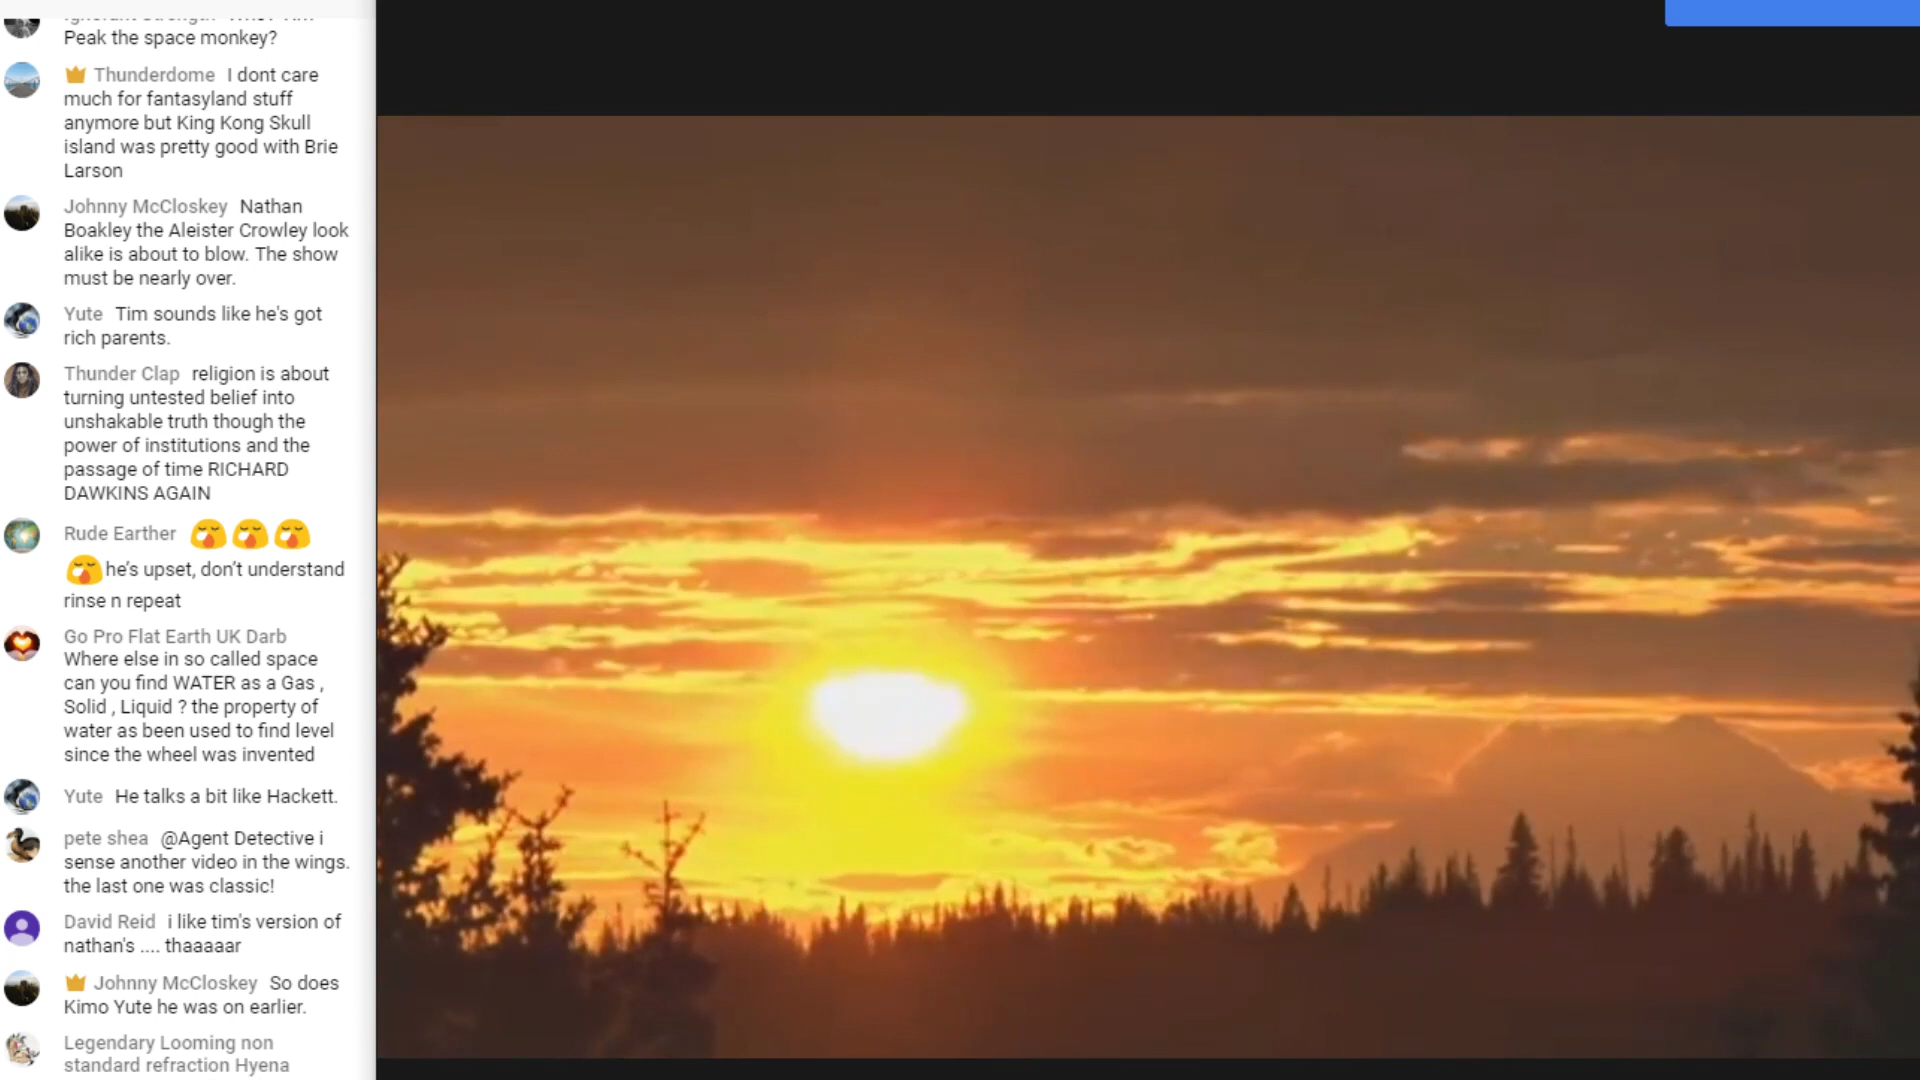 Peak the space monkey?
Thunderdome I dont care
much for fantasyland stuff
anymore but King Kong Skull
island was pretty good with Brie
Larson
Johnny McCloskey Nathan
Boakley the Aleister Crowley look
alike is about to blow. The show
must be nearly over.
Yute Tim sounds like he's got
rich parents.
Thunder Clap religion is about
turning untested belief into
unshakable truth though the
power of institutions and the
passage of time RICHARD
DAWKINS AGAIN
Rude Earther
he’s upset, don’t understand
rinse n repeat
Go Pro Flat Earth UK Darb
Where else in so called space
can you find WATER as a Gas ,
Solid , Liquid ? the property of
water as been used to find level
since the wheel was invented
Yute He talks a bit like Hackett.
pete shea @Agent Detective i
sense another video in the wings.
the last one was classic!
David Reid i like tim's version of
nathan's .... thaaaaar
Johnny McCloskey So does
Kimo Yute he was on earlier.
Legendary Looming non
standard refraction Hyena